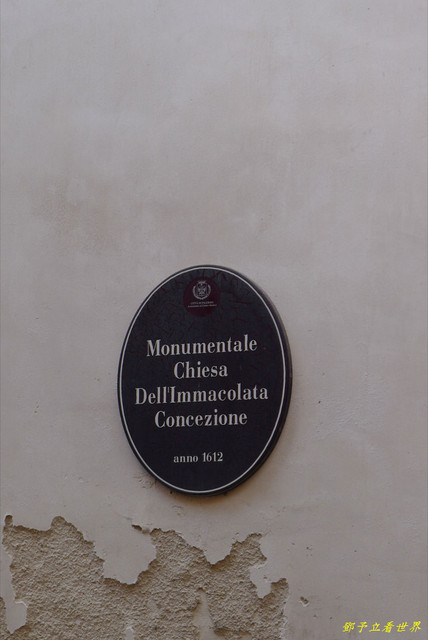 Monumentale
Chiesa
Dell'Immacolata
Concezione
anno 1612
鄧予立看世界